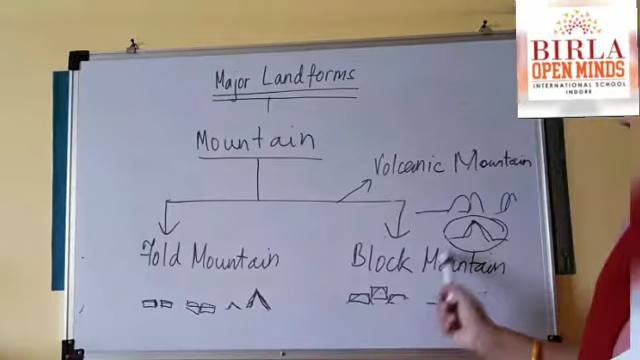 Major Landforms
Mountain
Volcanic Mountain
Fold Mountain
Block Mountain
BIRLA
OPEN MINDS
INTERNATIONAL SCHOOL
INDORE